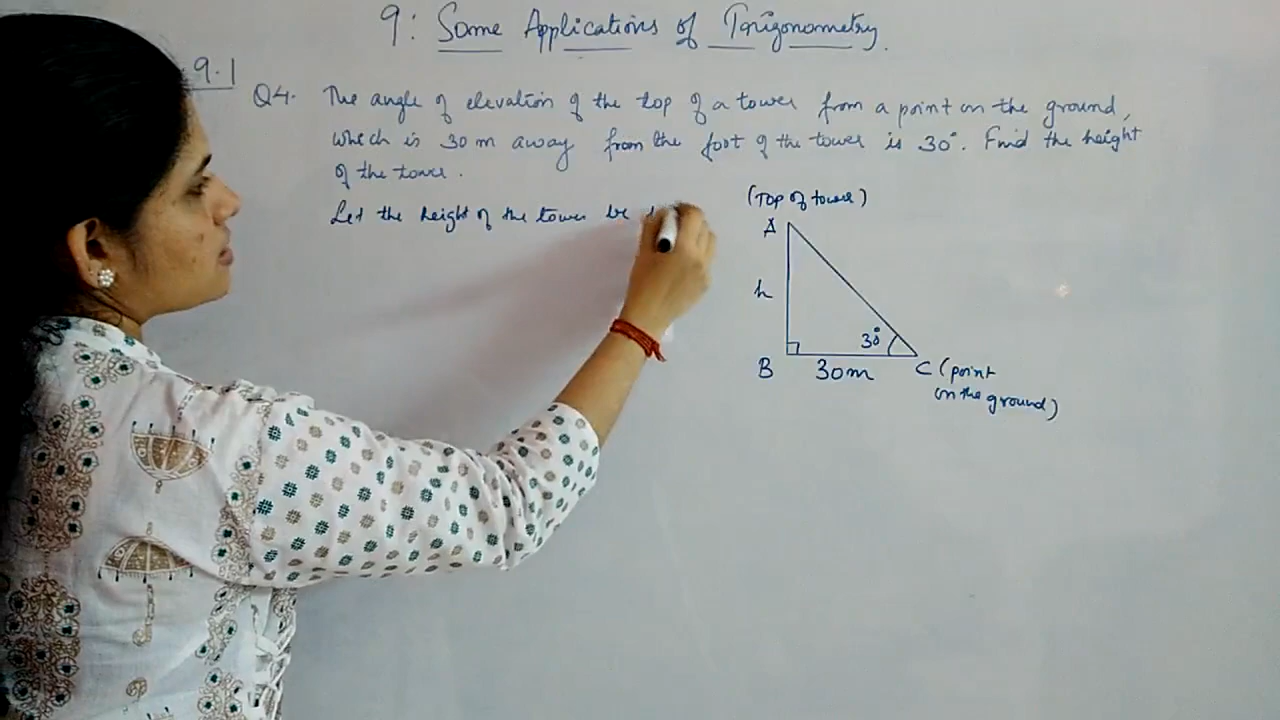 9: Some Applications of Trigonometry.
9.1
Q4. The angle of elevation of the top of a tower from a point on the ground,
which is 30 m away from the foot of the tower is 30°. Find the height
of the tower.
Let the height of the tower be
(Top of tower)
A
h
30°
B 30m C (point
on the ground)